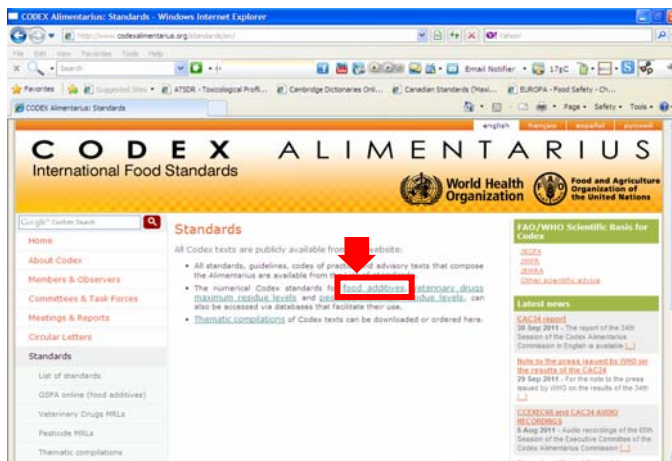 CODEX Alimentarius: Standards - Windows Internet Explorer
http://www.codexalimentarius.org/standards/en/
Yahoo!
File Edit View Favorites Tools Help
Search
Email Notifier
17°C
Favorites
Suggested Sites
ATSDR - Toxicological Profi...
Cambridge Dictionaries Onli...
Canadian Standards (Maxi...
EUROPA - Food Safety - Ch...
CODEX Alimentarius: Standards
Page Safety Tools
english français español русский
CODEX ALIMENTARIUS
International Food Standards
World Health
Organization
Food and Agriculture
Organization of
the United Nations
Google™ Custom Search
Home
About Codex
Members & Observers
Committees & Task Forces
Meetings & Reports
Circular Letters
Standards
List of standards
GSFA online (food additives)
Veterinary Drugs MRLs
Pesticide MRLs
Thematic compilations
Standards
All Codex texts are publicly available from website:
• All standards, guidelines, codes of and advisory texts that compose
the Alimentarius are available from the
• The numerical Codex standards food additives, veterinary drugs
maximum residue levels and residue levels, can
also be accessed via databases that facilitate their use.
• Thematic compilations of Codex texts can be downloaded or ordered here.
FAO/WHO Scientific Basis for
Codex
JECFA
JMPR
JEMRA
Other scientific advice
Latest news
CAC34 report
30 Sep 2011 - The report of the 34th
Session of the Codex Alimentarius
Commission in English is available [...]
Note to the press issued by WHO on
the results of the CAC34
29 Sep 2011 - For the note to the press
issued by WHO on the results of the 34th
[...]
CCEXEC65 and CAC34 AUDIO
RECORDINGS
5 Aug 2011 - Audio recordings of the 65th
Session of the Executive Committee of the
Codex Alimentarius Commission [...]